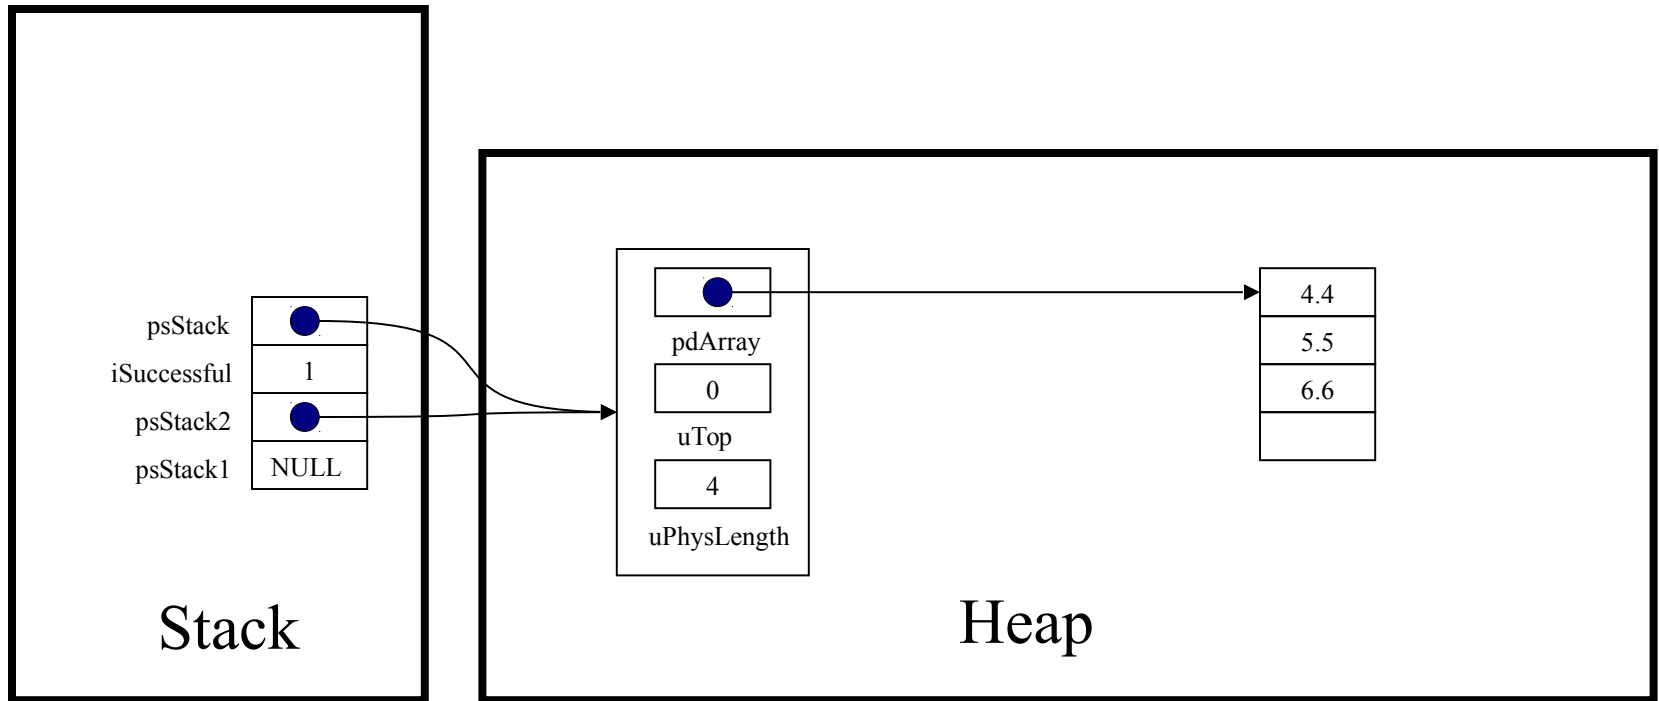 psStack
iSuccessful 1
psStack2
psStack1 NULL
Stack
pdArray
0
uTop
4
uPhysLength
4.4
5.5
6.6
Heap